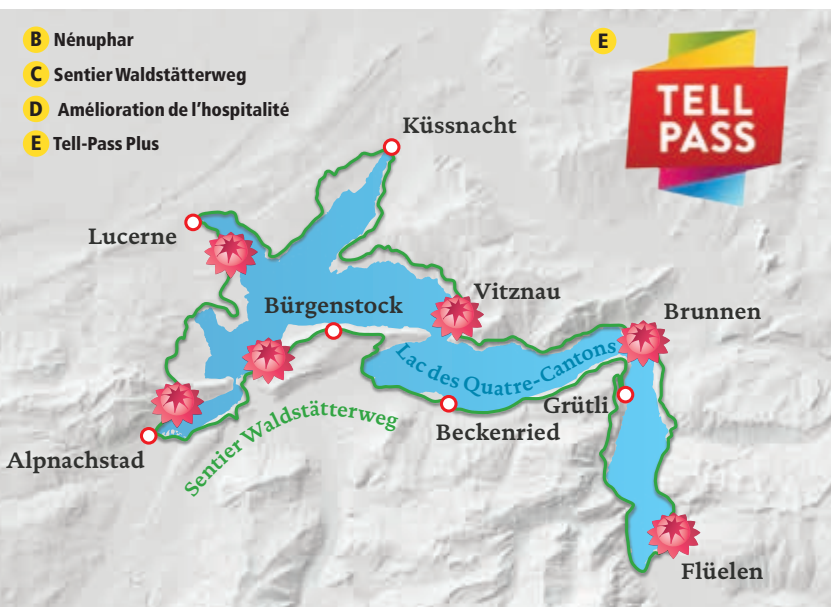 B Nénuphar
C Sentier Waldstätterweg
D Amélioration de l'hospitalité
E Tell-Pass Plus
E
TELL
PASS
Küssnacht
Lucerne
Bürgenstock
Vitznau
Brunnen
Lac des Quatre-Cantons
Grütli
Beckenried
Sentier Waldstätterweg
Alpnachstad
Flüelen